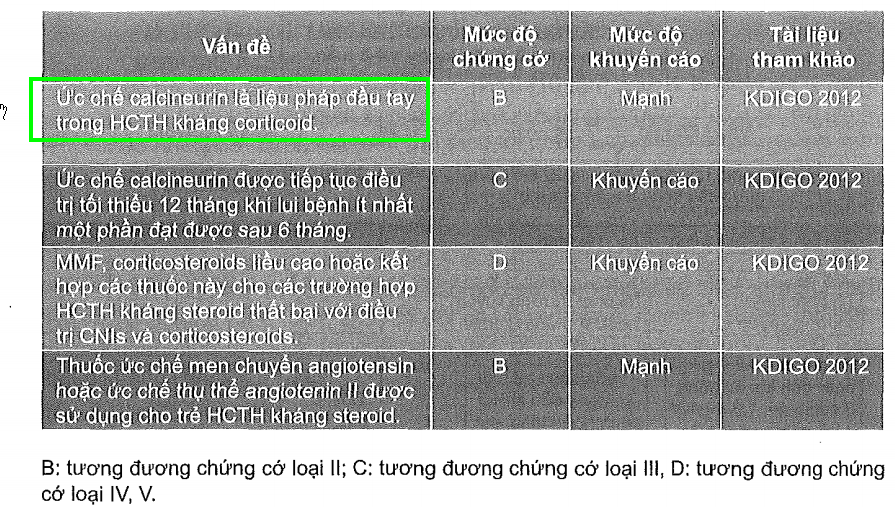 Vấn đề
Mức độ
chứng cớ
Mức độ
khuyến cáo
Tài liệu
tham khảo
Ức chế calcineurin là liệu pháp đầu tay
trong HCTH kháng corticoid.
B
Mạnh
KDIGO 2012
Ức chế calcineurin được tiếp tục điều
trị tối thiểu 12 tháng khi lui bệnh ít nhất
một phần đạt được sau 6 tháng.
C
Khuyến cáo
KDIGO 2012
MMF, corticosteroids liều cao hoặc kết
hợp các thuốc này cho các trường hợp
HCTH kháng steroid thất bại với điều
trị CNIs và corticosteroids.
D
Khuyến cáo
KDIGO 2012
Thuốc ức chế men chuyển angiotensin
hoặc ức chế thụ thể angiotenin II được
sử dụng cho trẻ HCTH kháng steroid.
B
Mạnh
KDIGO 2012
B: tương đương chứng cớ loại II; C: tương đương chứng cớ loại III, D: tương đương chứng
cớ loại IV, V.